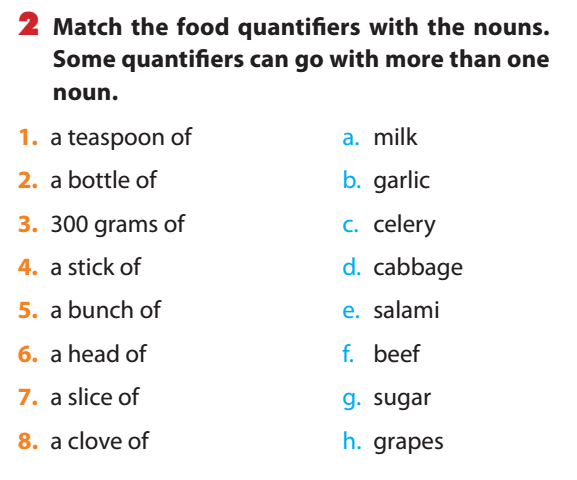 2 Match the food quantifiers with the nouns.
Some quantifiers can go with more than one
noun.
1. a teaspoon of a. milk
2. a bottle of b. garlic
3. 300 grams of c. celery
4. a stick of d. cabbage
5. a bunch of e. salami
6. a head of f. beef
7. a slice of g. sugar
8. a clove of h. grapes